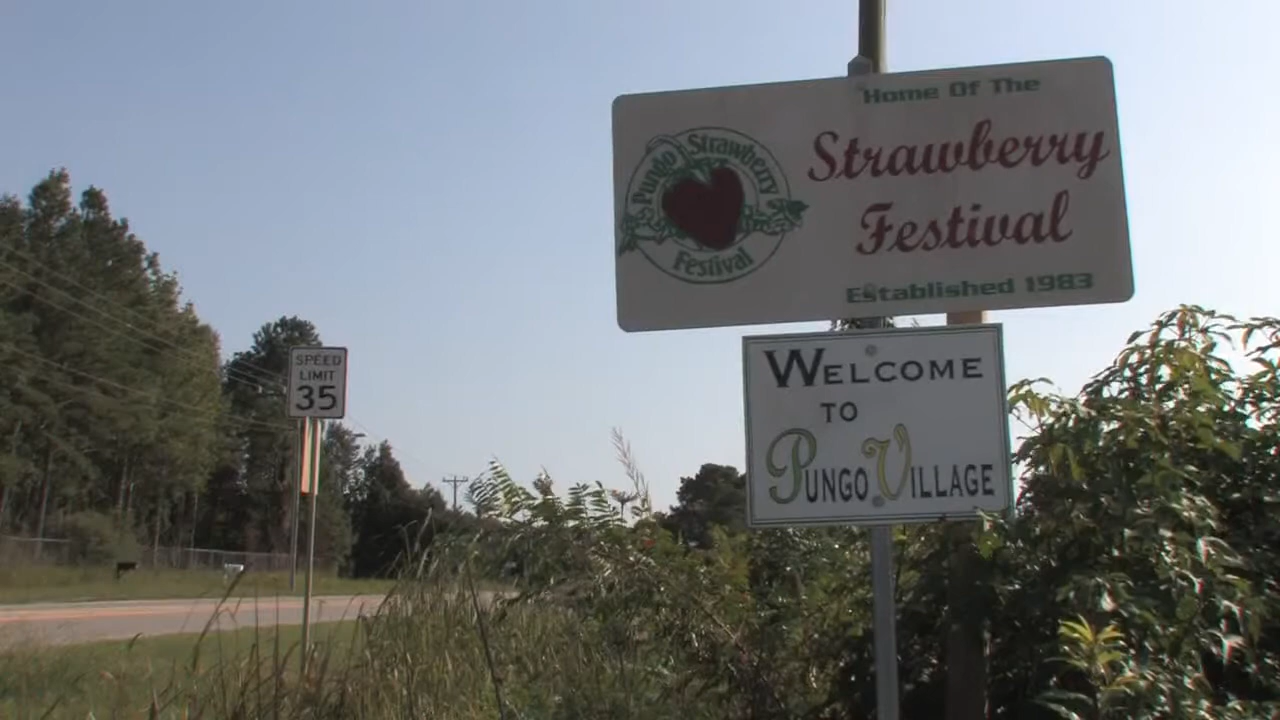 Home Of The
Strawberry
Festival
Established 1983
Pungo Strawberry
Festival
WELCOME
TO
PUNGO VILLAGE
SPEED
LIMIT
35